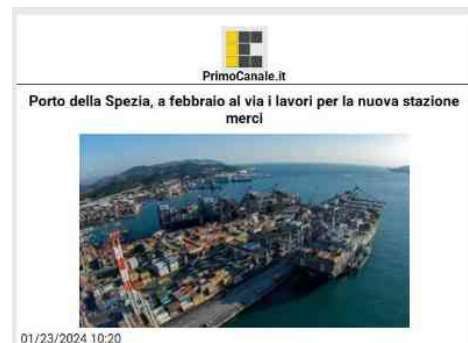 PrimoCanale.it
Porto della Spezia, a febbraio al via i lavori per la nuova stazione
merci
01/23/2024 10:20